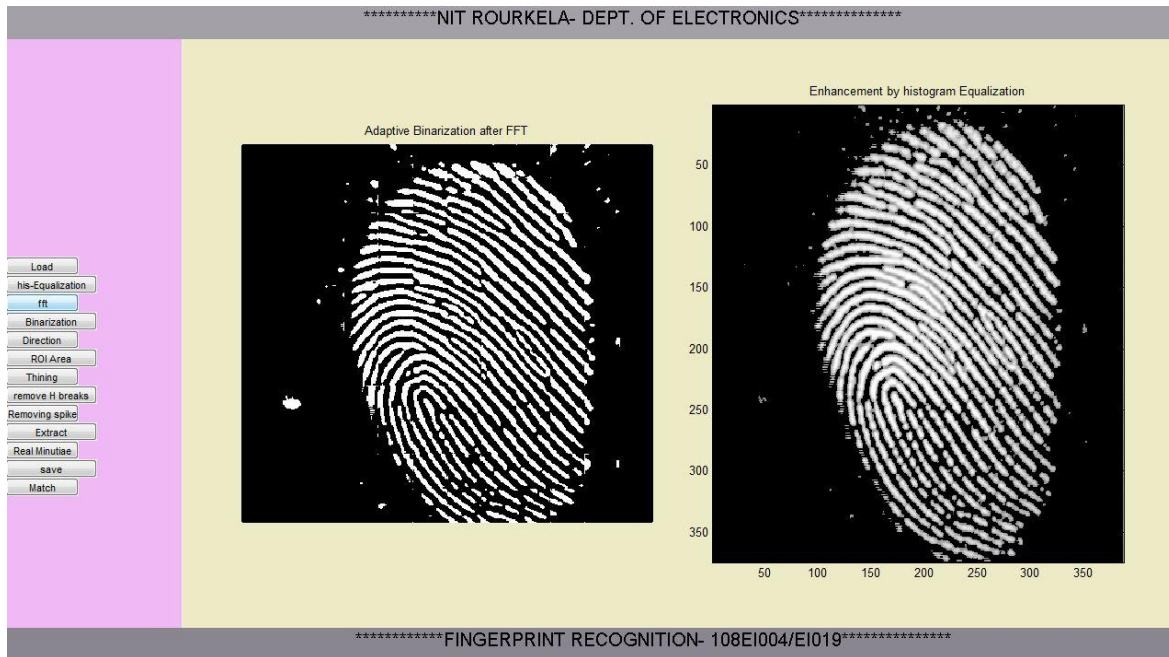 **********NIT ROURKELA- DEPT. OF ELECTRONICS**************
Load
his-Equalization
fft
Binarization
Direction
ROI Area
Thining
remove H breaks
Removing spike
Extract
Real Minutiae
save
Match
Adaptive Binarization after FFT
Enhancement by histogram Equalization
50
100
150
200
250
300
350
50 100 150 200 250 300 350
************FINGERPRINT RECOGNITION- 108EI004/EI019***************